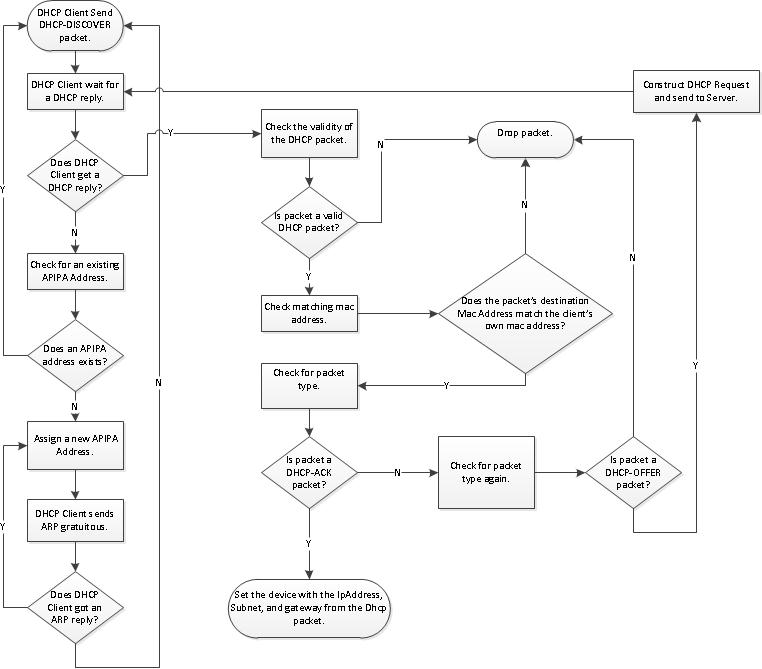 DHCP Client Send
DHCP-DISCOVER
packet.
DHCP Client wait for
a DHCP reply.
Construct DHCP Request
and send to Server.
Y
Check the validity of
the DHCP packet.
N
Drop packet.
Does DHCP
Client get a
DHCP reply?
Y
N
Is packet a valid
DHCP packet?
N
Y
N
Check for an existing
APIPA Address.
Check matching mac
address.
Does the packet's destination
Mac Address match the client's
own mac address?
Does an APIPA
address exists?
N
Check for packet
type.
Y
Y
N
Assign a new APIPA
Address.
Is packet a
DHCP-ACK
packet?
N
Check for packet
type again.
Is packet a
DHCP-OFFER
packet?
DHCP Client sends
ARP gratuitous.
Y
Y
Does DHCP
Client got an
ARP reply?
Set the device with the IpAddress,
Subnet, and gateway from the Dhcp
packet.